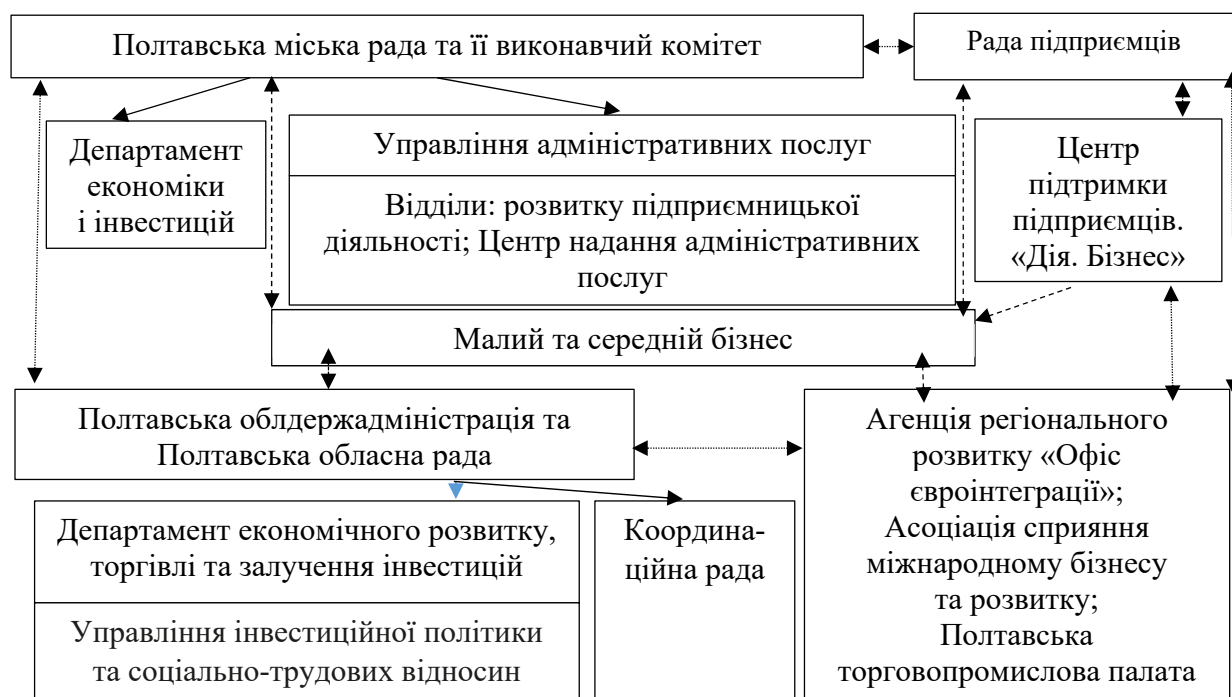 Полтавська міська рада та її виконавчий комітет
Рада підприємців
Департамент
економіки
і інвестицій
Управління адміністративних послуг
Відділи: розвитку підприємницької
діяльності; Центр надання адміністративних
послуг
Центр
підтримки
підприємців.
«Дія. Бізнес»
Малий та середній бізнес
Полтавська облдержадміністрація та
Полтавська обласна рада
Агенція регіонального
розвитку «Офіс
євроінтеграції»;
Асоціація сприяння
міжнародному бізнесу
та розвитку;
Полтавська
торговопромислова палата
Департамент економічного розвитку,
торгівлі та залучення інвестицій
Управління інвестиційної політики
та соціально-трудових відносин
Координа-
ційна рада